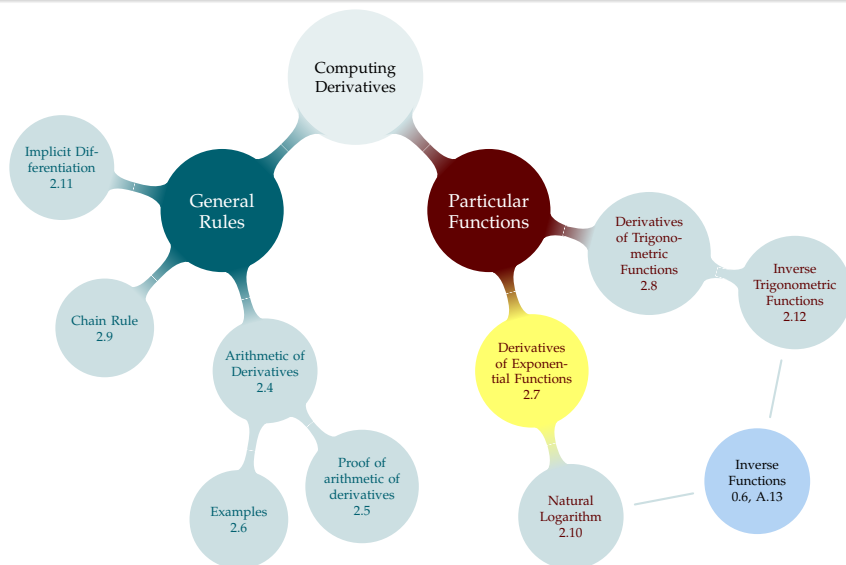 Computing
Derivatives
General
Rules
Particular
Functions
Implicit Dif-
ferentiation
2.11
Chain Rule
2.9
Arithmetic of
Derivatives
2.4
Examples
2.6
Proof of
arithmetic of
derivatives
2.5
Derivatives
of Trigono-
metric
Functions
2.8
Inverse
Trigonometric
Functions
2.12
Derivatives
of Exponen-
tial Functions
2.7
Natural
Logarithm
2.10
Inverse
Functions
0.6, A.13